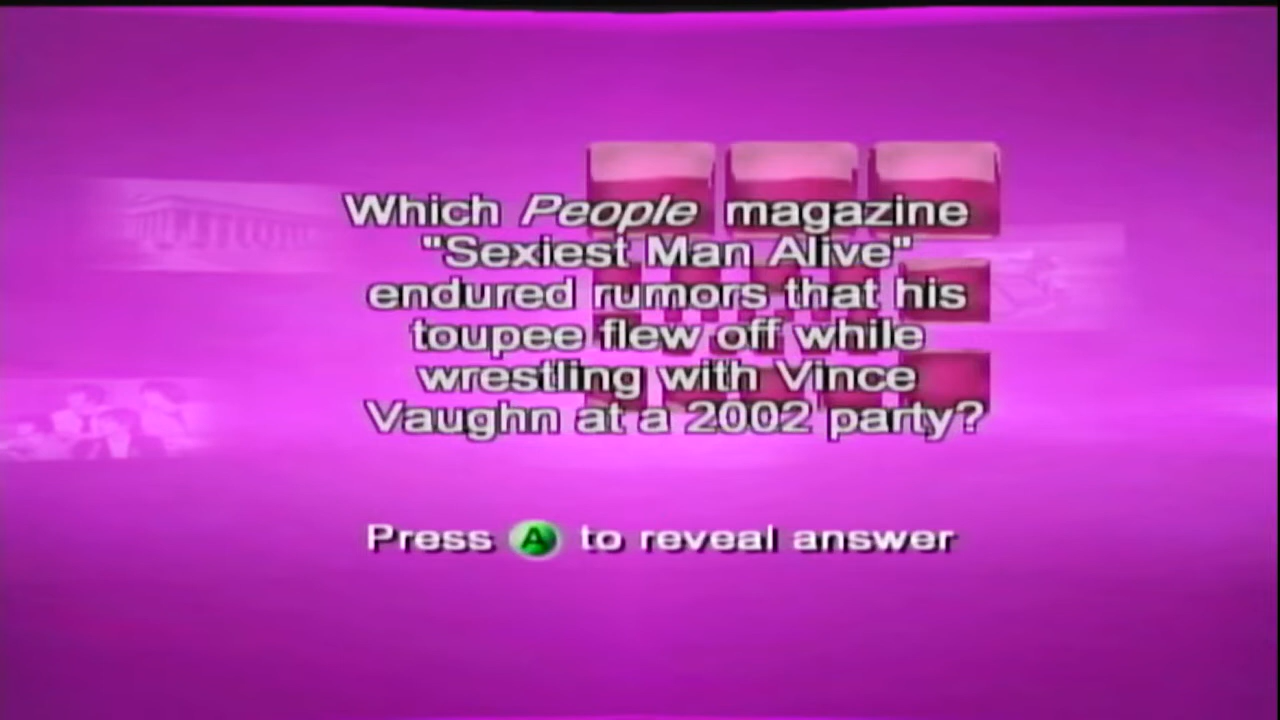 Which People magazine
"Sexiest Man Alive"
endured rumors that his
toupee flew off while
wrestling with Vince
Vaughn at a 2002 party?
Press A to reveal answer